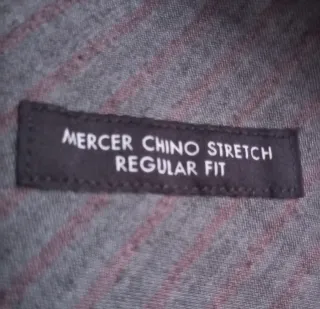 MERCER CHINO STRETCH
REGULAR FIT